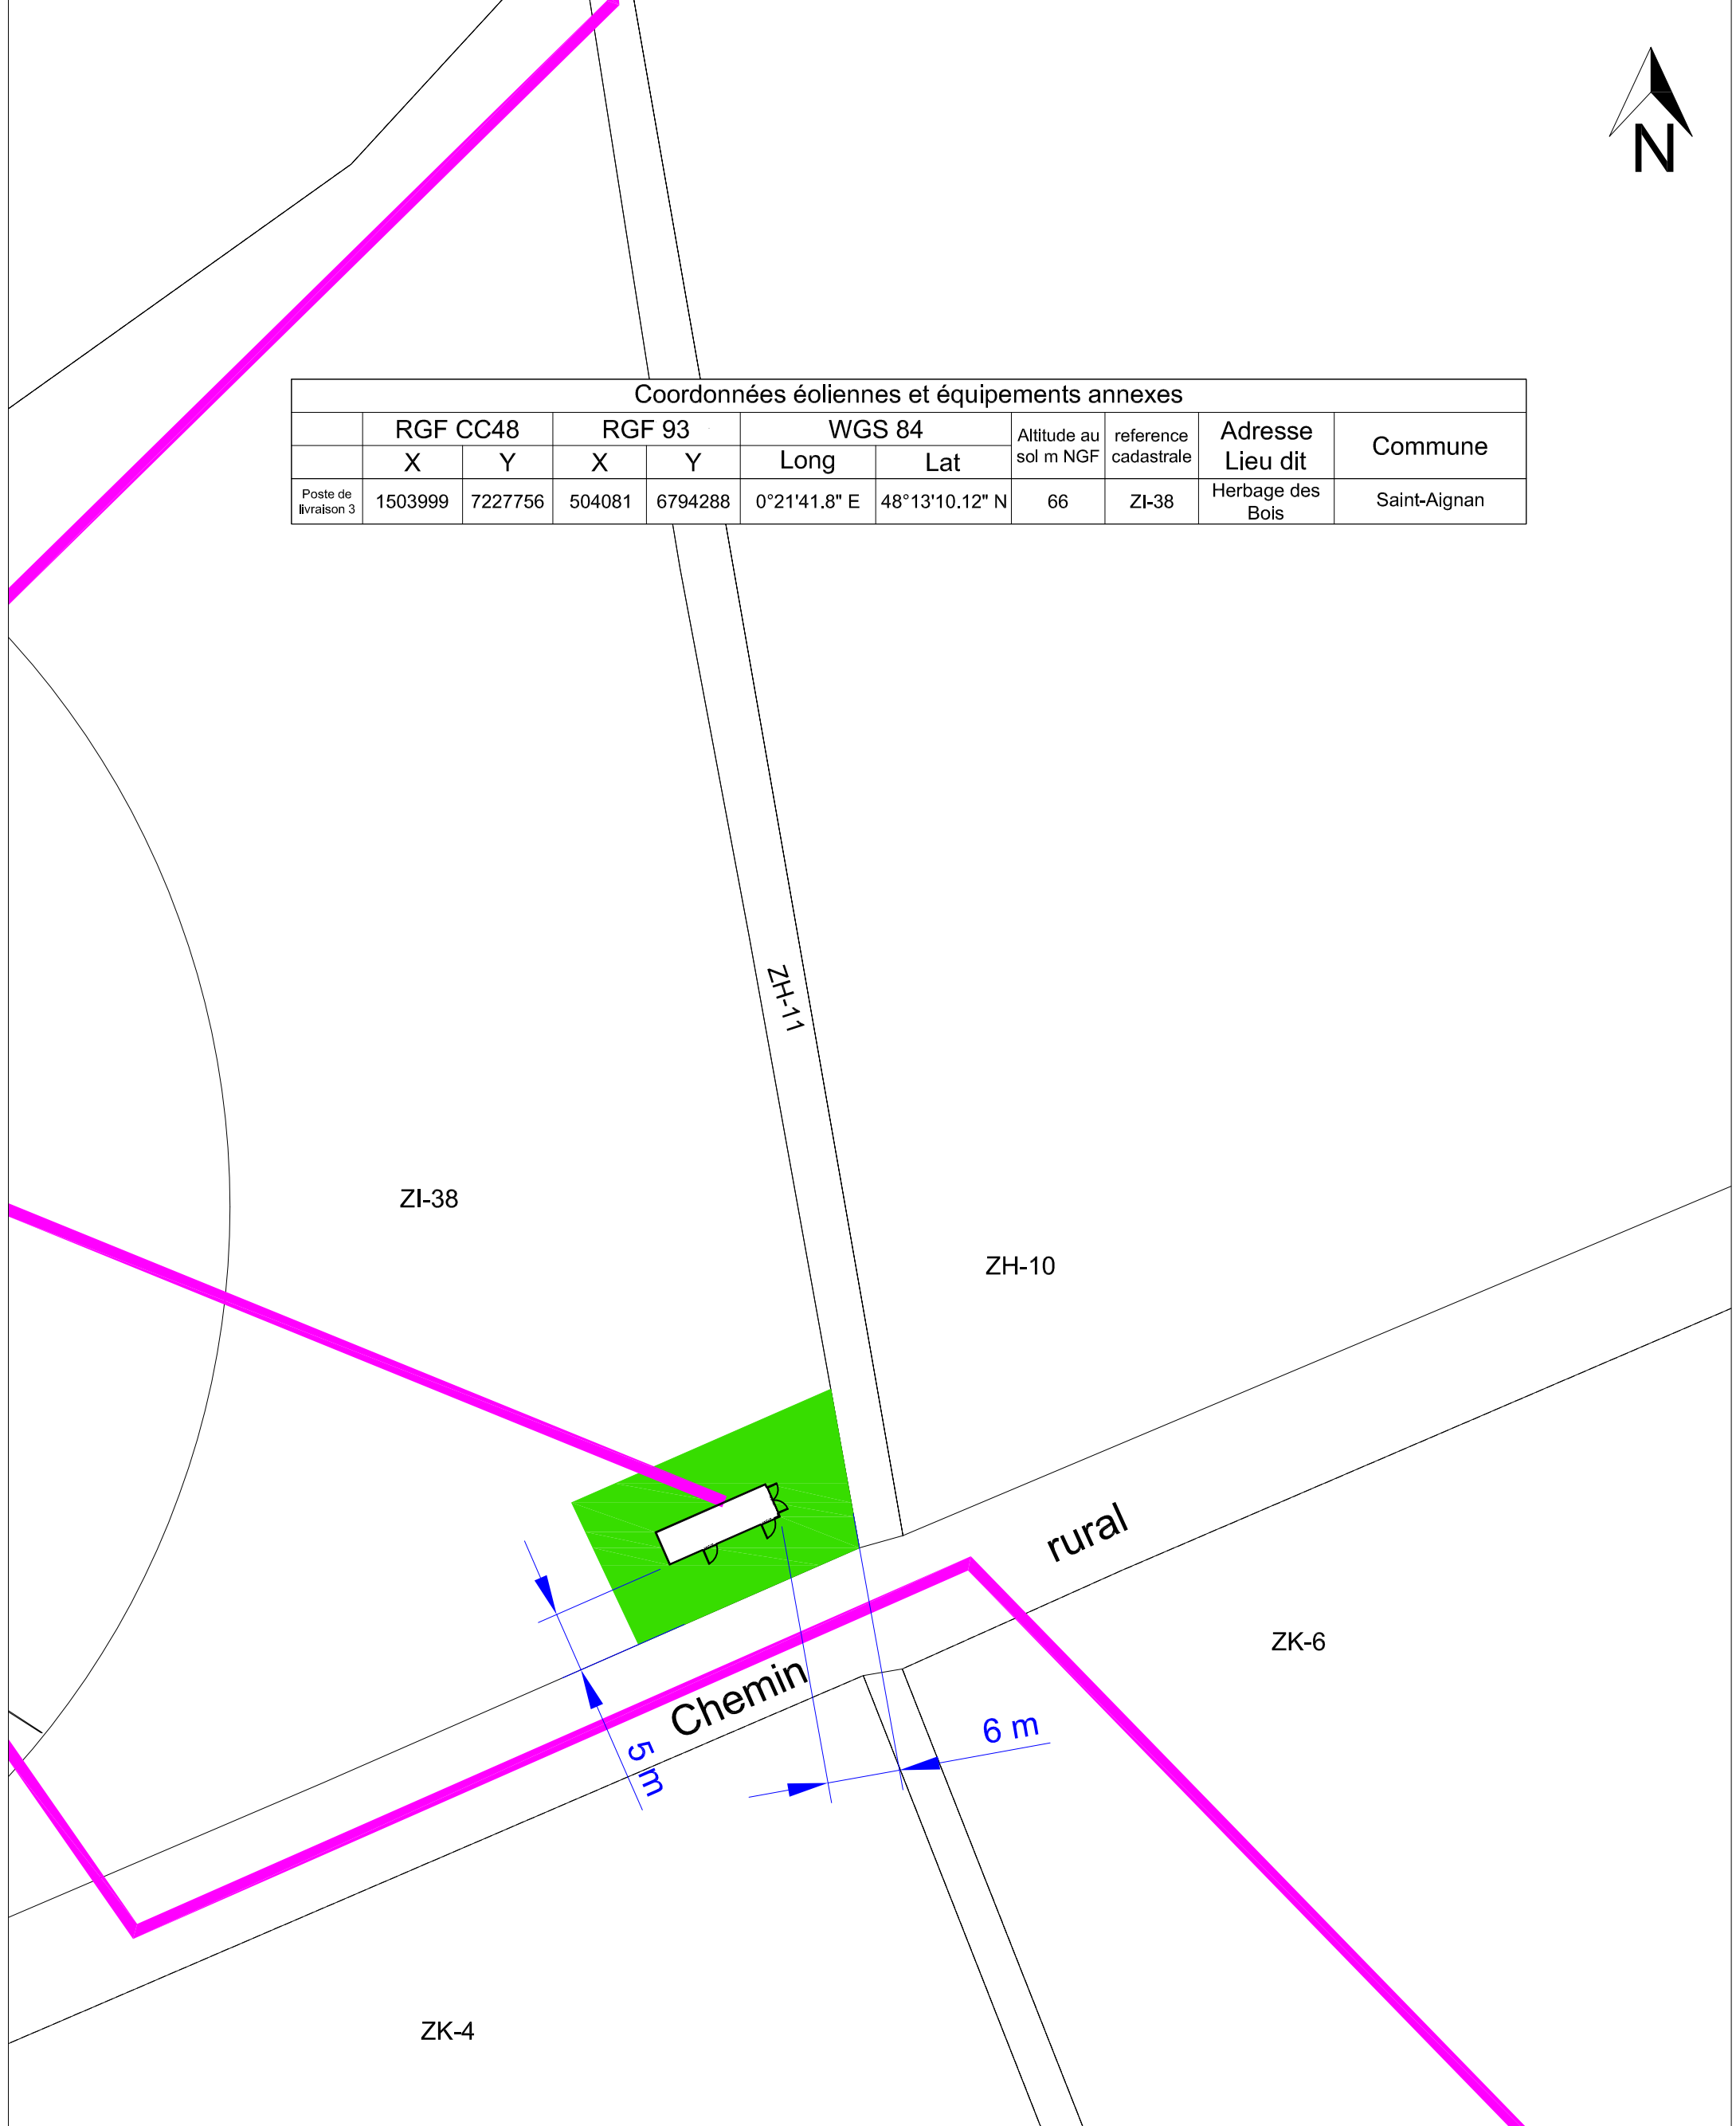 N
Coordonnées éoliennes et équipements annexes
RGF CC48 RGF 93 WGS 84 Altitude au sol m NGF reference cadastrale Adresse Lieu dit Commune
X Y X Y Long Lat
Poste de livraison 3 1503999 7227756 504081 6794288 0°21'41.8" E 48°13'10.12" N 66 ZI-38 Herbage des Bois Saint-Aignan
ZH-11
ZI-38
ZH-10
rural
ZK-6
Chemin
6 m
5 m
ZK-4